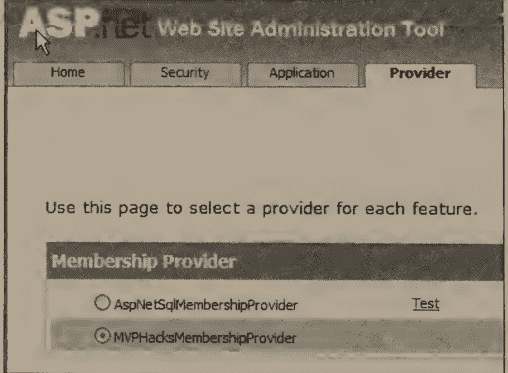 ASP.net Web Site Administration Tool
Home Security Application Provider
Use this page to select a provider for each feature.
Membership Provider
AspNetSqlMembershipProvider Test
MVPHacksMembershipProvider